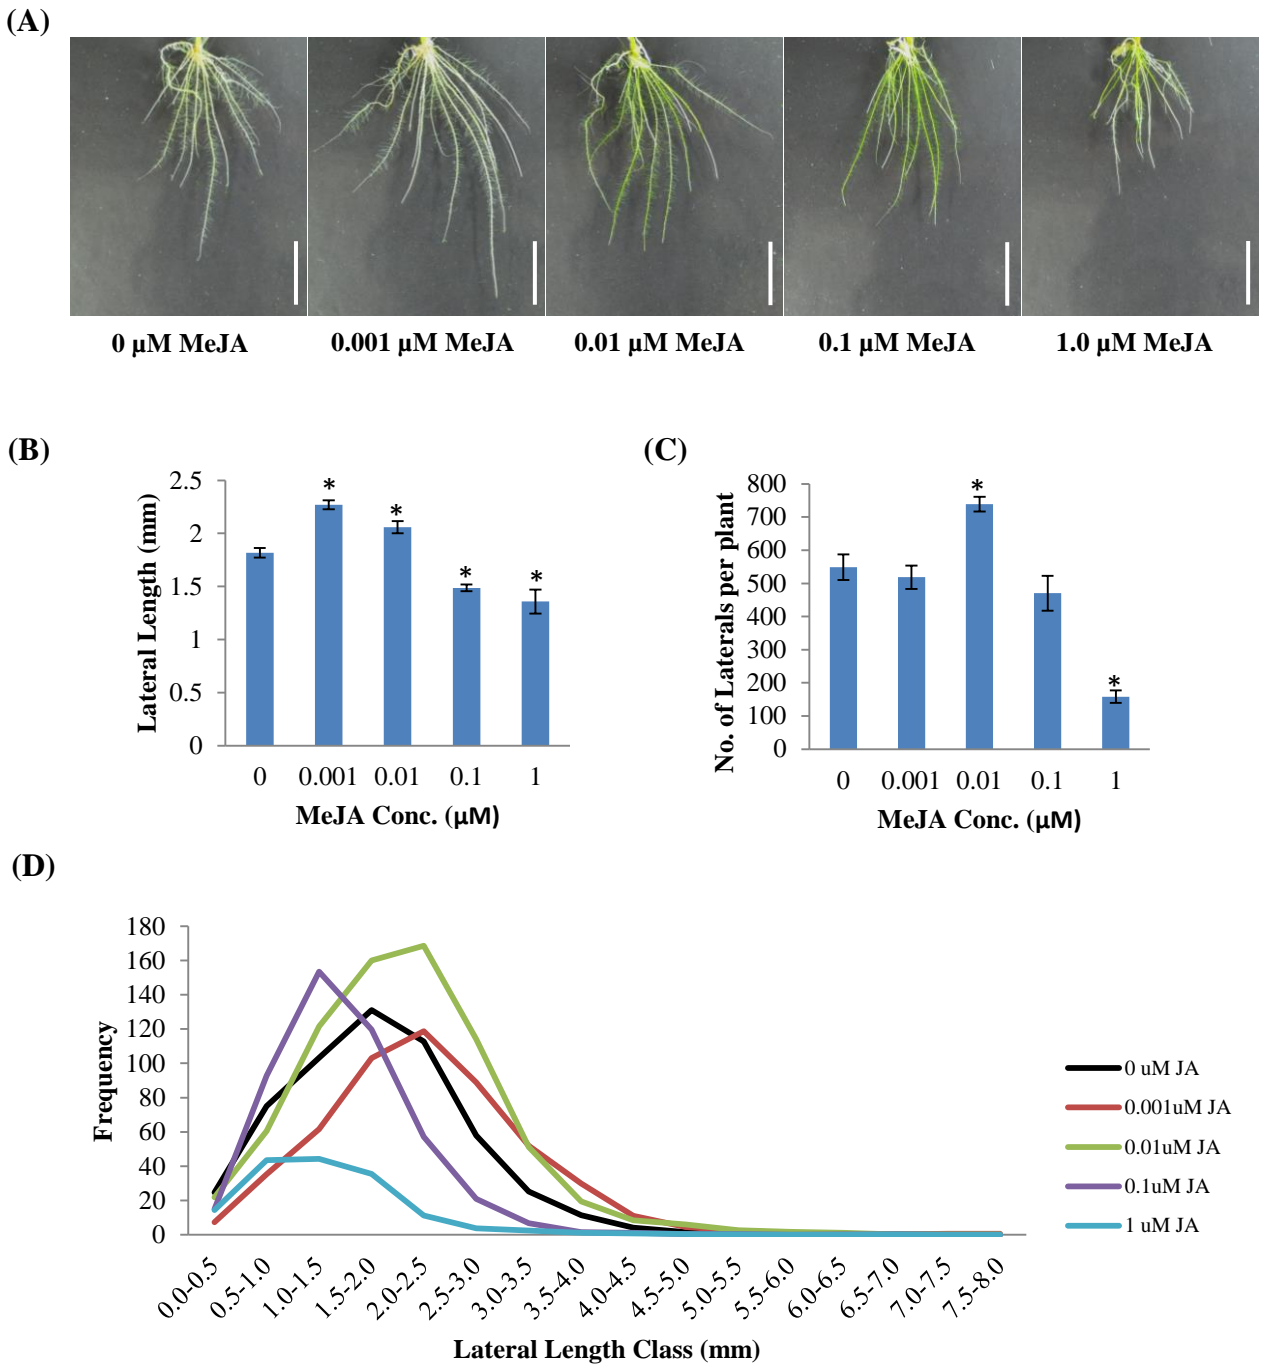 (A)
0 µM MeJA
0.001 µM MeJA
0.01 µM MeJA
0.1 µM MeJA
1.0 µM MeJA
(B)
Lateral Length (mm)
2.5
2
1.5
1
0.5
0
*
*
*
*
0 0.001 0.01 0.1 1
MeJA Conc. (µM)
(C)
No. of Laterals per plant
800
700
600
500
400
300
200
100
0
*
*
0 0.001 0.01 0.1 1
MeJA Conc. (µM)
(D)
Frequency
180
160
140
120
100
80
60
40
20
0
0.0-0.5
0.5-1.0
1.0-1.5
1.5-2.0
2.0-2.5
2.5-3.0
3.0-3.5
3.5-4.0
4.0-4.5
4.5-5.0
5.0-5.5
5.5-6.0
6.0-6.5
6.5-7.0
7.0-7.5
7.5-8.0
Lateral Length Class (mm)
0 uM JA
0.001uM JA
0.01uM JA
0.1uM JA
1 uM JA